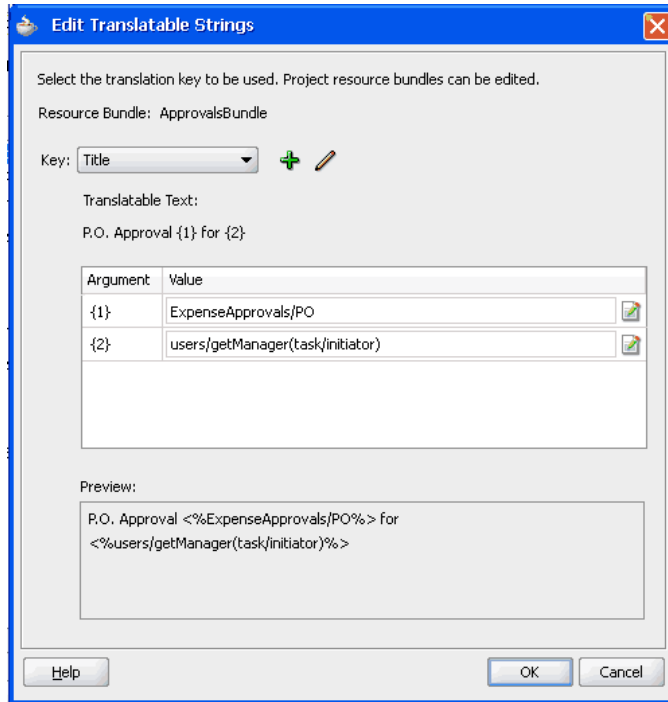 Edit Translatable Strings
Select the translation key to be used. Project resource bundles can be edited.
Resource Bundle: ApprovalsBundle
Key: Title
Translatable Text:
P.O. Approval {1} for {2}
Argument Value
{1} ExpenseApprovals/PO
{2} users/getManager(task/initiator)
Preview:
P.O. Approval <%ExpenseApprovals/PO%> for
<%users/getManager(task/initiator)%>
Help OK Cancel